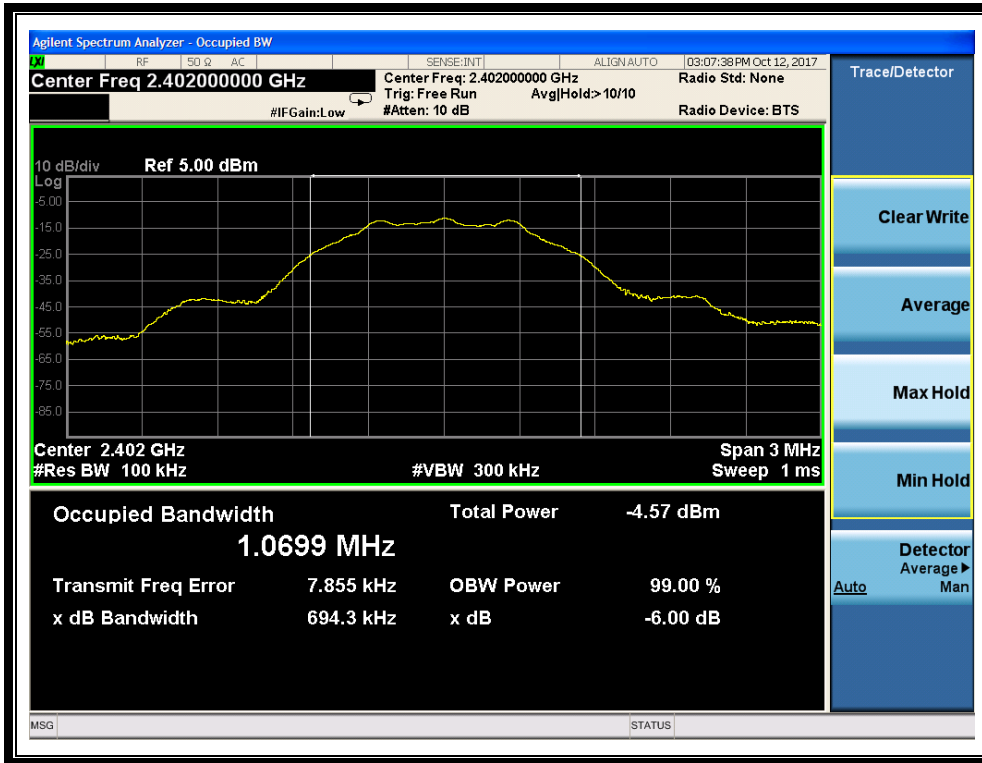 Agilent Spectrum Analyzer - Occupied BW
LXI RF 50 Ω AC SENSE:INT ALIGN AUTO 03:07:38 PM Oct 12, 2017
Center Freq 2.402000000 GHz
Center Freq: 2.402000000 GHz Radio Std: None
Trig: Free Run Avg|Hold:> 10/10
#IFGain:Low #Atten: 10 dB Radio Device: BTS
10 dB/div Ref 5.00 dBm
Log
-5.00
-15.0
-25.0
-35.0
-45.0
-55.0
-65.0
-75.0
-85.0
Center 2.402 GHz Span 3 MHz
#Res BW 100 kHz #VBW 300 kHz Sweep 1 ms
Occupied Bandwidth Total Power -4.57 dBm
1.0699 MHz
Transmit Freq Error 7.855 kHz OBW Power 99.00 %
x dB Bandwidth 694.3 kHz x dB -6.00 dB
Trace/Detector
Clear Write
Average
Max Hold
Min Hold
Detector
Average
Auto Man
MSG STATUS